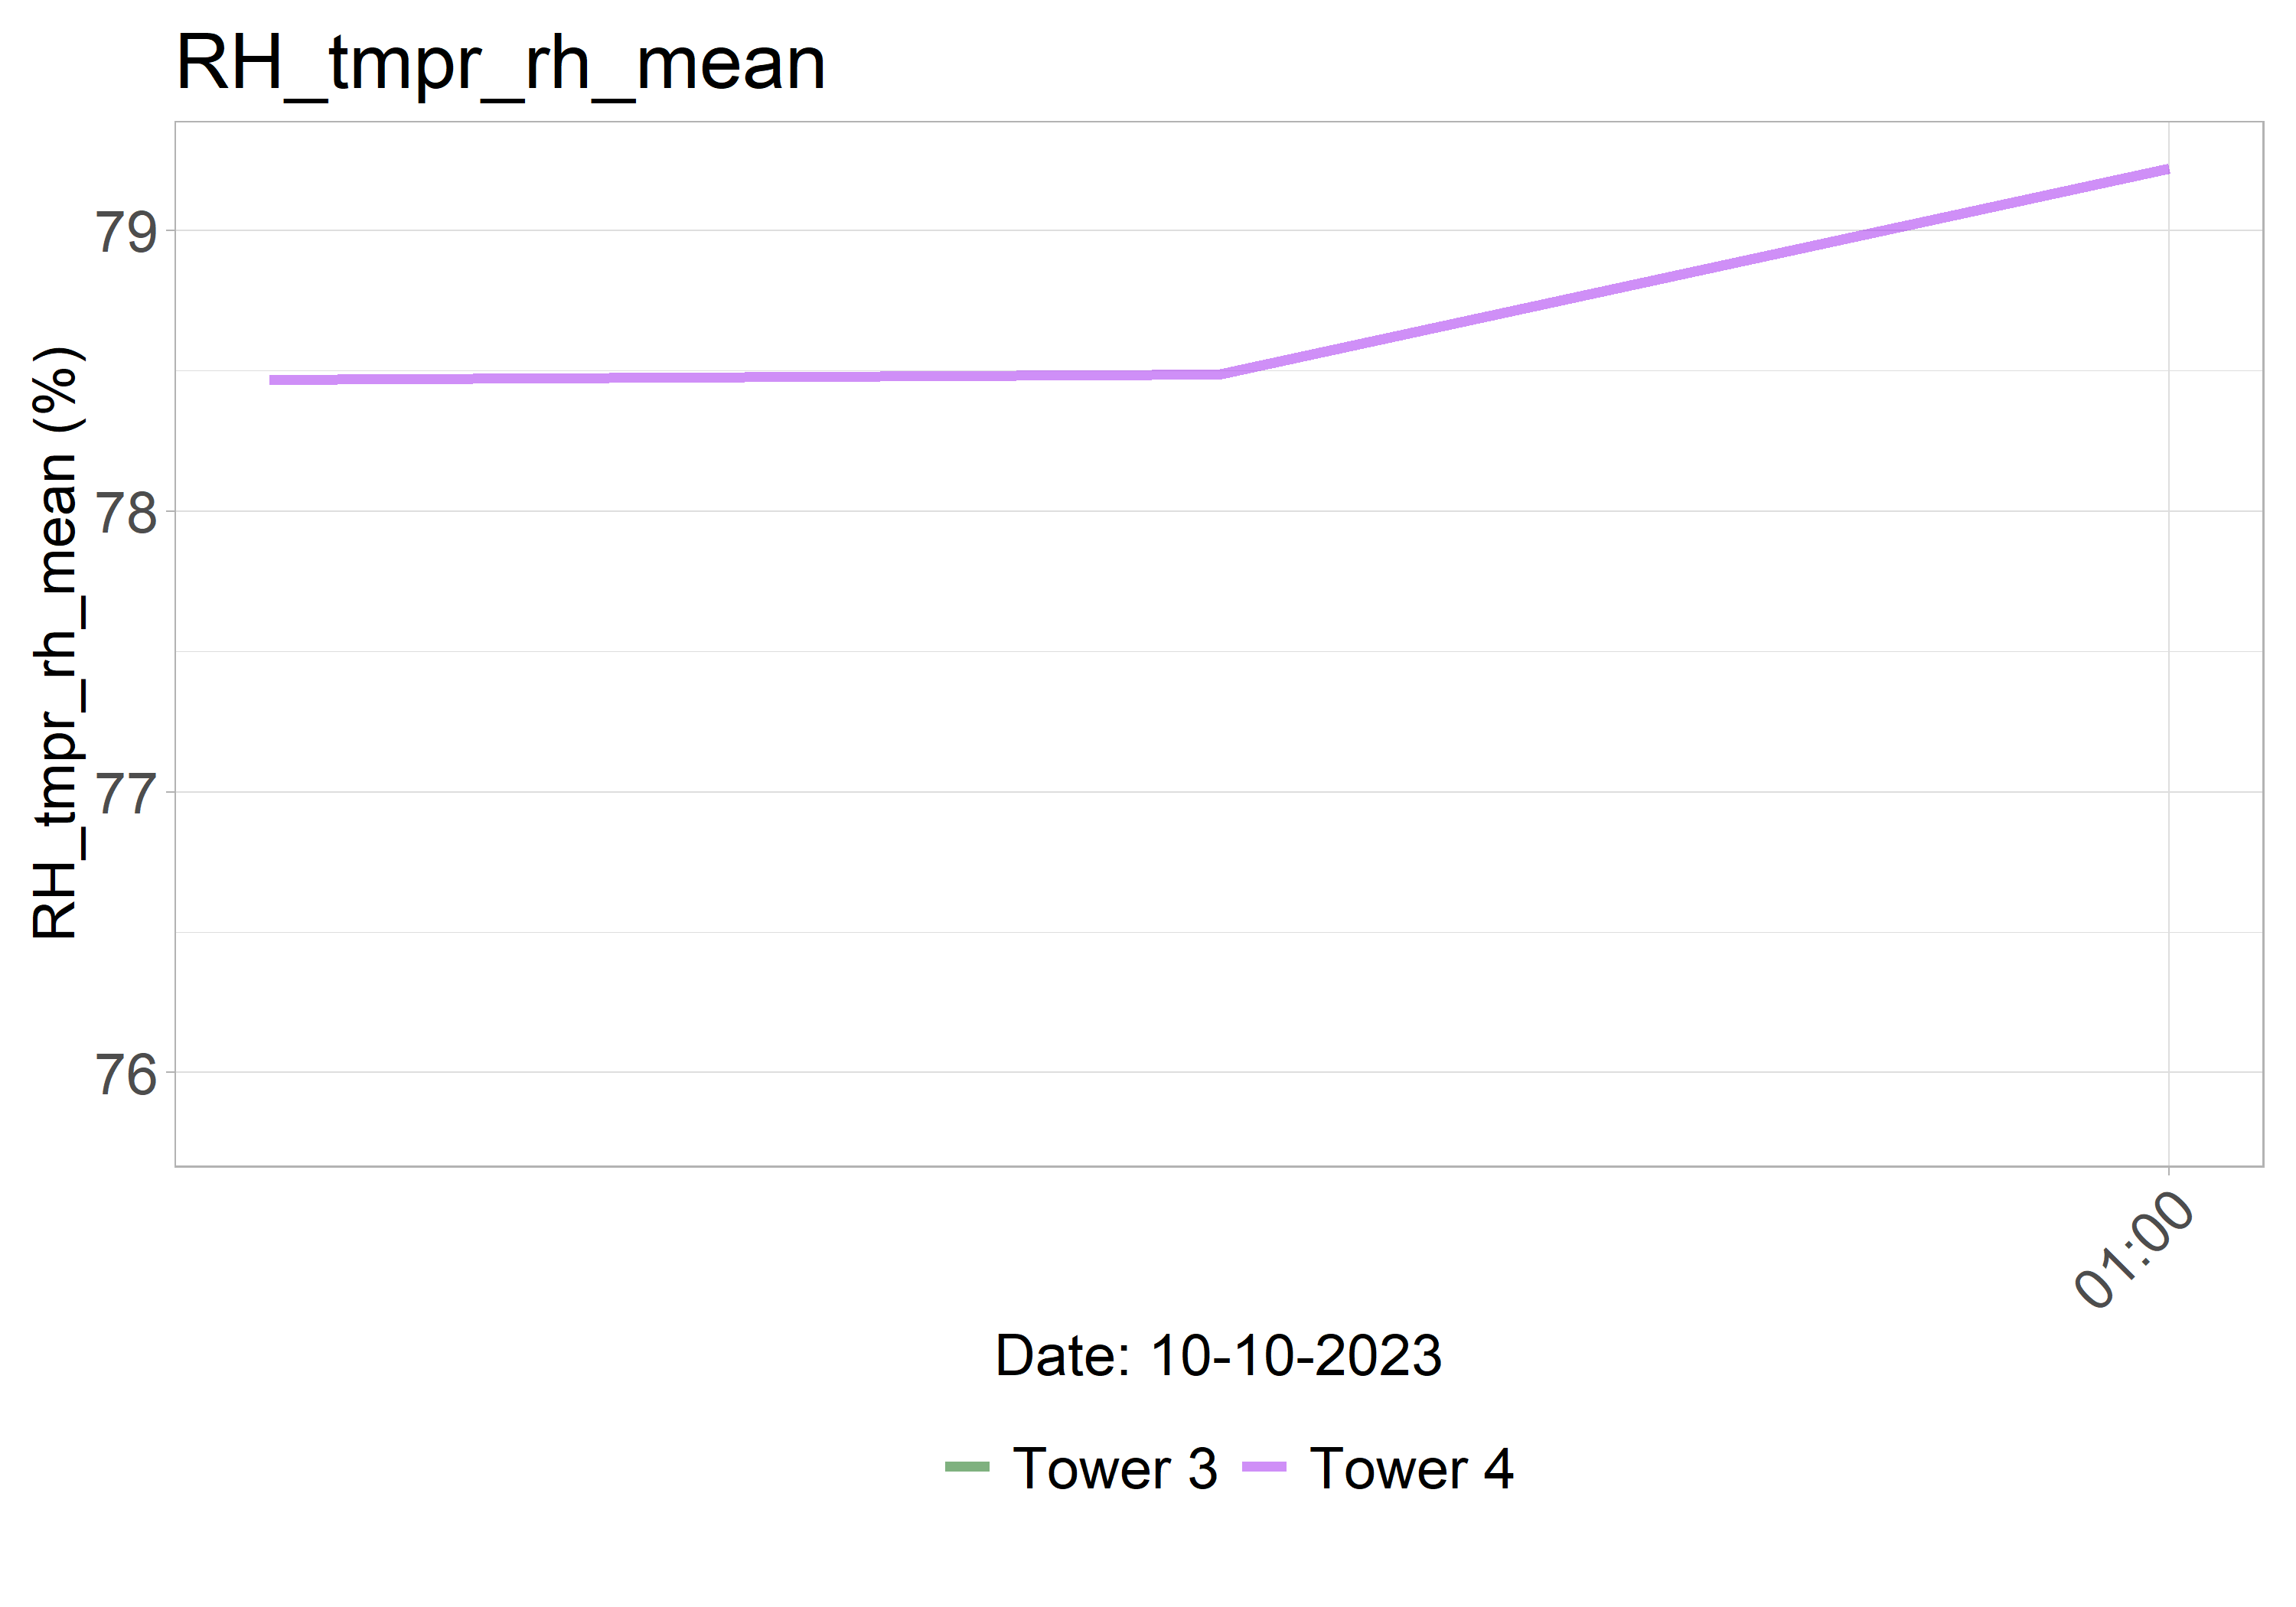 RH_tmpr_rh_mean
RH_tmpr_rh_mean (%)
79
78
77
76
01:00
Date: 10-10-2023
Tower 3 Tower 4